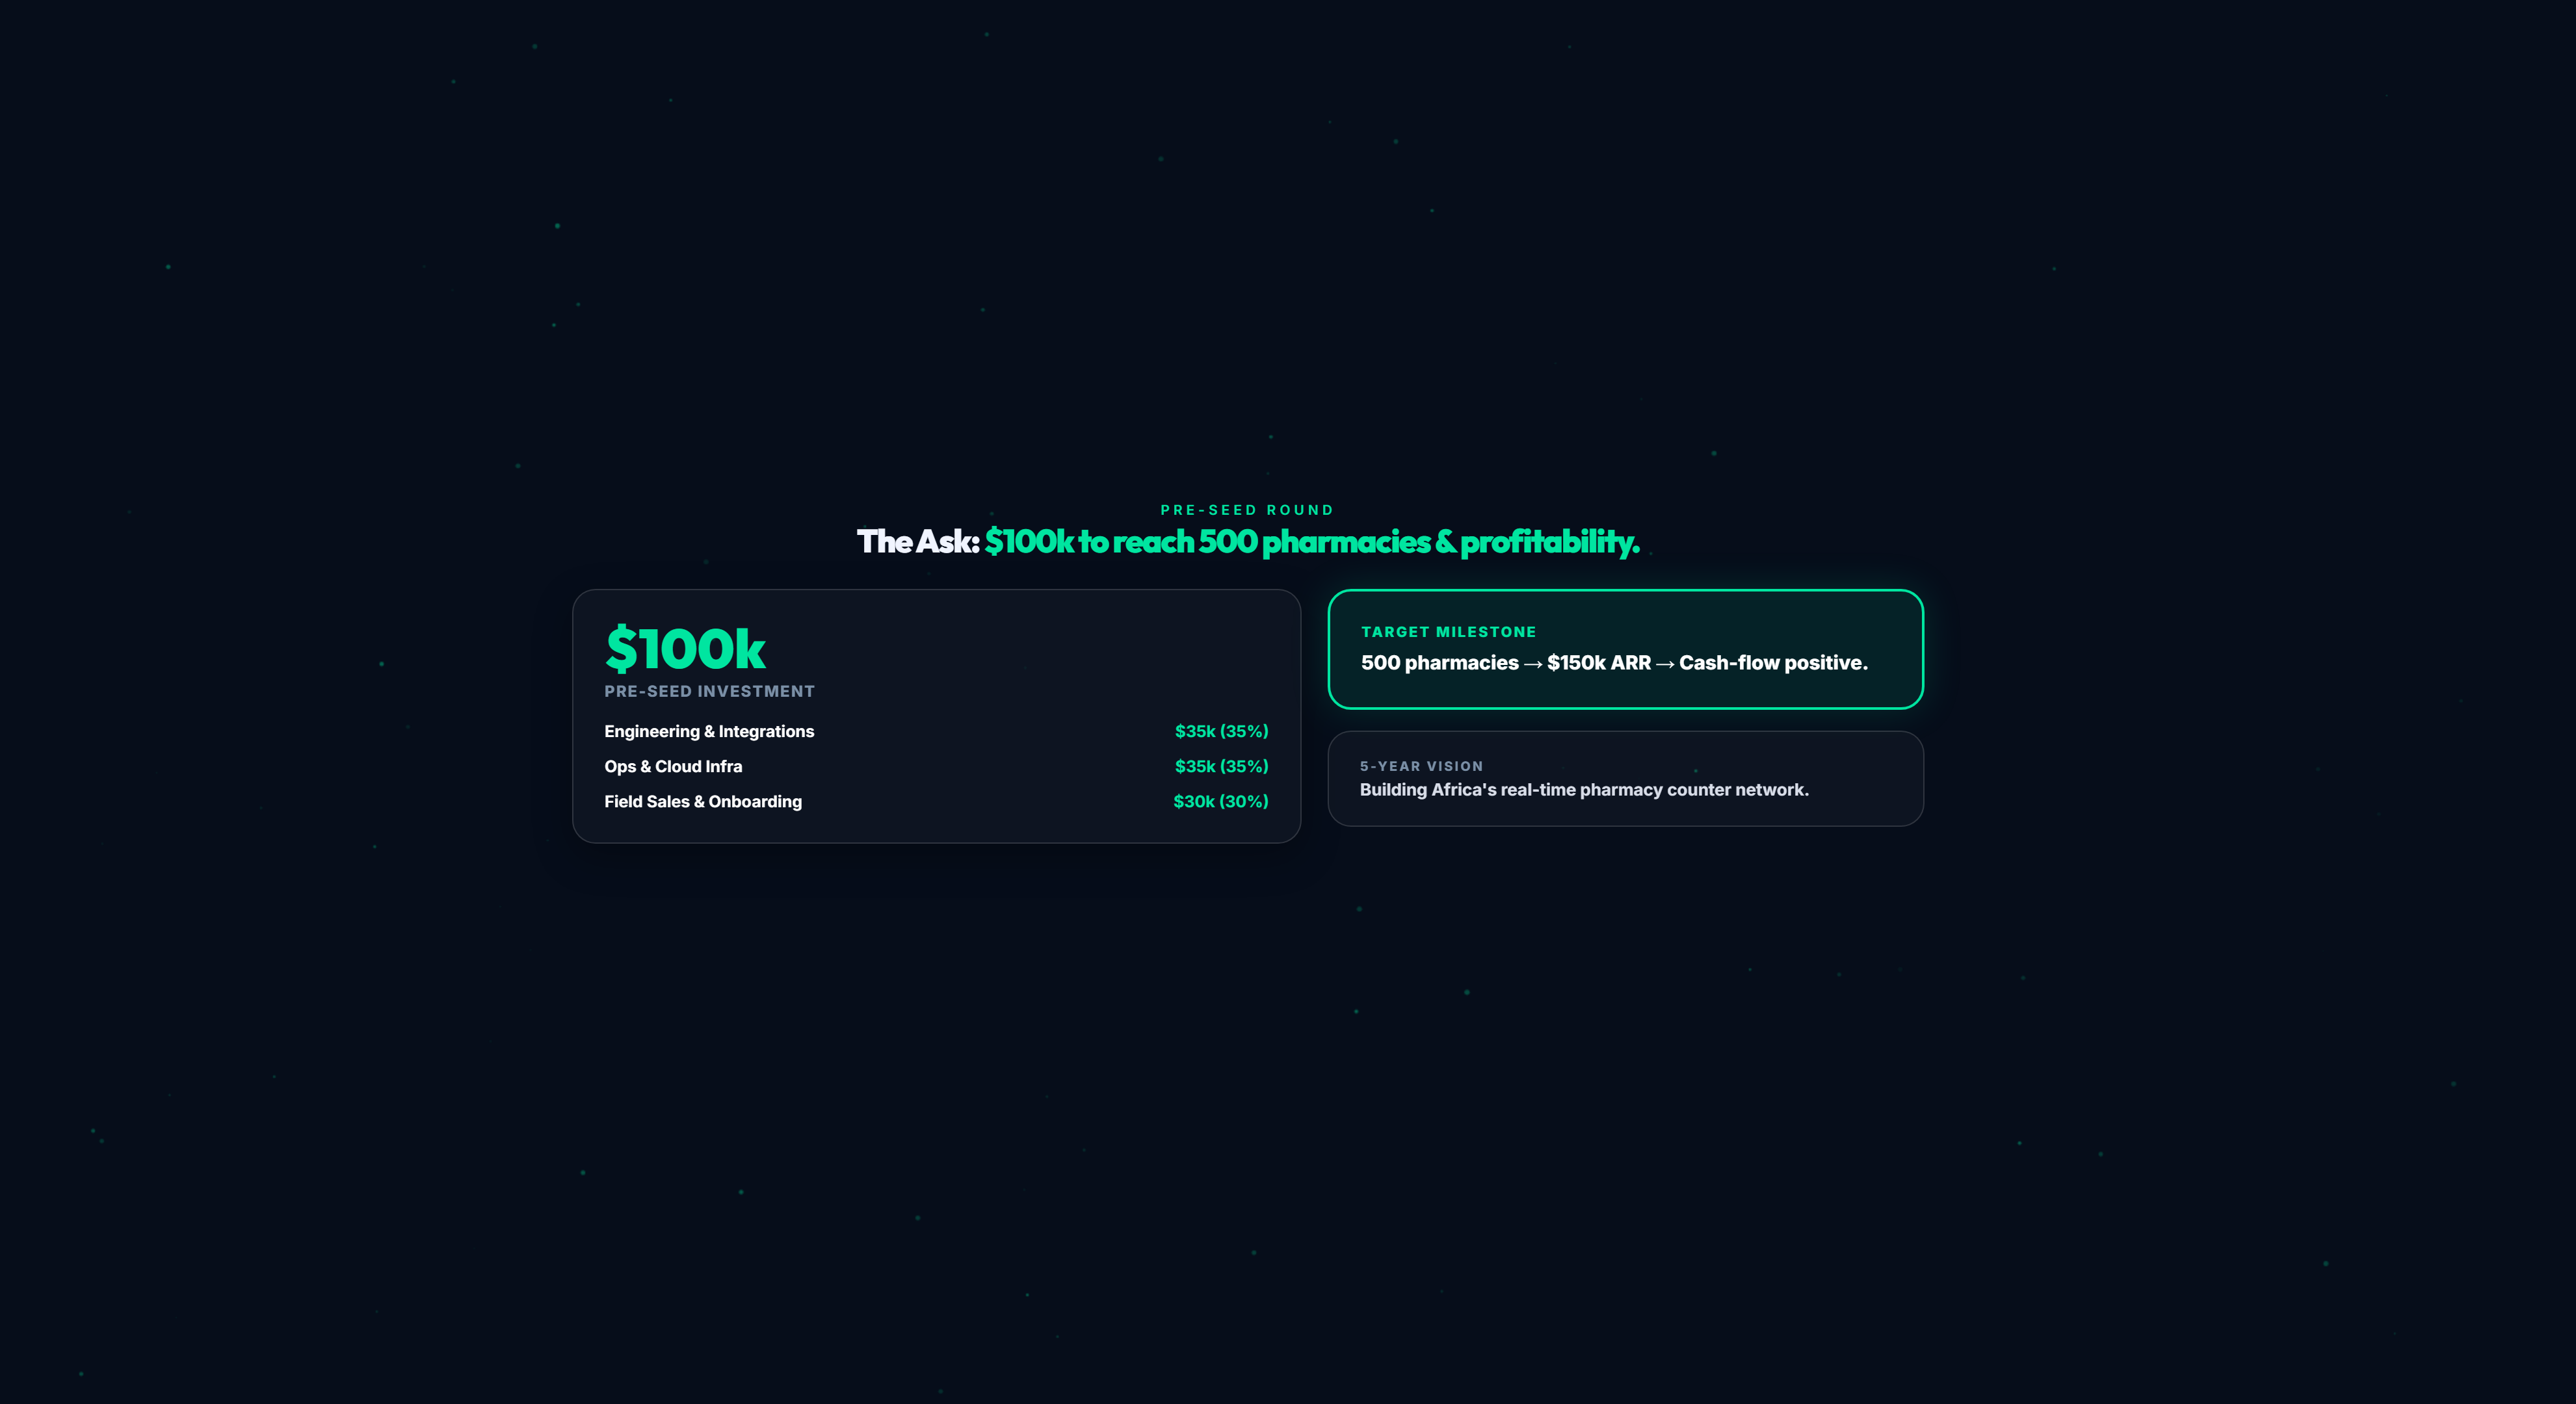 PRE-SEED ROUND
The Ask: $100k to reach 500 pharmacies & profitability.
$100k
PRE-SEED INVESTMENT
Engineering & Integrations $35k (35%)
Ops & Cloud Infra $35k (35%)
Field Sales & Onboarding $30k (30%)
TARGET MILESTONE
500 pharmacies → $150k ARR → Cash-flow positive.
5-YEAR VISION
Building Africa's real-time pharmacy counter network.